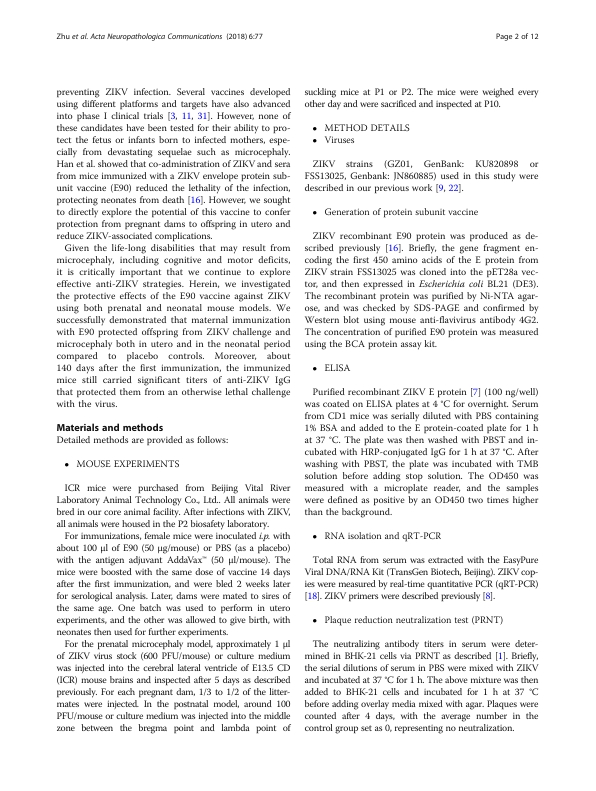 Zhu et al. Acta Neuropathologica Communications (2018) 6:77
Page 2 of 12
preventing ZIKV infection. Several vaccines developed
using different platforms and targets have also advanced
into phase I clinical trials [3, 11, 31]. However, none of
these candidates have been tested for their ability to pro-
tect the fetus or infants born to infected mothers, espe-
cially from devastating sequelae such as microcephaly.
Han et al. showed that co-administration of ZIKV and sera
from mice immunized with a ZIKV envelope protein sub-
unit vaccine (E90) reduced the lethality of the infection,
protecting neonates from death [16]. However, we sought
to directly explore the potential of this vaccine to confer
protection from pregnant dams to offspring in utero and
reduce ZIKV-associated complications.
Given the life-long disabilities that may result from
microcephaly, including cognitive and motor deficits,
it is critically important that we continue to explore
effective anti-ZIKV strategies. Herein, we investigated
the protective effects of the E90 vaccine against ZIKV
using both prenatal and neonatal mouse models. We
successfully demonstrated that maternal immunization
with E90 protected offspring from ZIKV challenge and
microcephaly both in utero and in the neonatal period
compared to placebo controls. Moreover, about
140 days after the first immunization, the immunized
mice still carried significant titers of anti-ZIKV IgG
that protected them from an otherwise lethal challenge
with the virus.
Materials and methods
Detailed methods are provided as follows:
• MOUSE EXPERIMENTS
ICR mice were purchased from Beijing Vital River
Laboratory Animal Technology Co., Ltd.. All animals were
bred in our core animal facility. After infections with ZIKV,
all animals were housed in the P2 biosafety laboratory.
For immunizations, female mice were inoculated i.p. with
about 100 μl of E90 (50 μg/mouse) or PBS (as a placebo)
with the antigen adjuvant AddaVax™ (50 μl/mouse). The
mice were boosted with the same dose of vaccine 14 days
after the first immunization, and were bled 2 weeks later
for serological analysis. Later, dams were mated to sires of
the same age. One batch was used to perform in utero
experiments, and the other was allowed to give birth, with
neonates then used for further experiments.
For the prenatal microcephaly model, approximately 1 μl
of ZIKV virus stock (600 PFU/mouse) or culture medium
was injected into the cerebral lateral ventricle of E13.5 CD
(ICR) mouse brains and inspected after 5 days as described
previously. For each pregnant dam, 1/3 to 1/2 of the litter-
mates were injected. In the postnatal model, around 100
PFU/mouse or culture medium was injected into the middle
zone between the bregma point and lambda point of
suckling mice at P1 or P2. The mice were weighed every
other day and were sacrificed and inspected at P10.
• METHOD DETAILS
• Viruses
ZIKV strains (GZ01, GenBank: KU820898 or
FSS13025, Genbank: JN860885) used in this study were
described in our previous work [9, 22].
• Generation of protein subunit vaccine
ZIKV recombinant E90 protein was produced as de-
scribed previously [16]. Briefly, the gene fragment en-
coding the first 450 amino acids of the E protein from
ZIKV strain FSS13025 was cloned into the pET28a vec-
tor, and then expressed in Escherichia coli BL21 (DE3).
The recombinant protein was purified by Ni-NTA agar-
ose, and was checked by SDS-PAGE and confirmed by
Western blot using mouse anti-flavivirus antibody 4G2.
The concentration of purified E90 protein was measured
using the BCA protein assay kit.
• ELISA
Purified recombinant ZIKV E protein [7] (100 ng/well)
was coated on ELISA plates at 4 °C for overnight. Serum
from CD1 mice was serially diluted with PBS containing
1% BSA and added to the E protein-coated plate for 1 h
at 37 °C. The plate was then washed with PBST and in-
cubated with HRP-conjugated IgG for 1 h at 37 °C. After
washing with PBST, the plate was incubated with TMB
solution before adding stop solution. The OD450 was
measured with a microplate reader, and the samples
were defined as positive by an OD450 two times higher
than the background.
• RNA isolation and qRT-PCR
Total RNA from serum was extracted with the EasyPure
Viral DNA/RNA Kit (TransGen Biotech, Beijing). ZIKV cop-
ies were measured by real-time quantitative PCR (qRT-PCR)
[18]. ZIKV primers were described previously [8].
• Plaque reduction neutralization test (PRNT)
The neutralizing antibody titers in serum were deter-
mined in BHK-21 cells via PRNT as described [1]. Briefly,
the serial dilutions of serum in PBS were mixed with ZIKV
and incubated at 37 °C for 1 h. The above mixture was then
added to BHK-21 cells and incubated for 1 h at 37 °C
before adding overlay media mixed with agar. Plaques were
counted after 4 days, with the average number in the
control group set as 0, representing no neutralization.